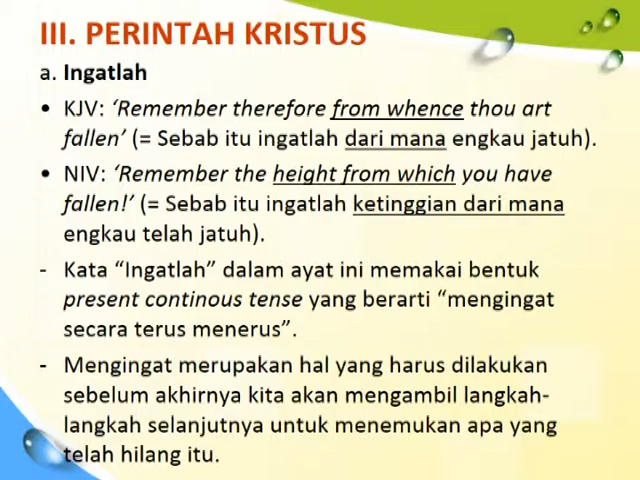 III. PERINTAH KRISTUS
a. Ingatlah
• KJV: ‘Remember therefore from whence thou art
fallen’ (= Sebab itu ingatlah dari mana engkau jatuh).
• NIV: ‘Remember the height from which you have
fallen!’ (= Sebab itu ingatlah ketinggian dari mana
engkau telah jatuh).
- Kata “Ingatlah” dalam ayat ini memakai bentuk
present continous tense yang berarti “mengingat
secara terus menerus”.
- Mengingat merupakan hal yang harus dilakukan
sebelum akhirnya kita akan mengambil langkah-
langkah selanjutnya untuk menemukan apa yang
telah hilang itu.